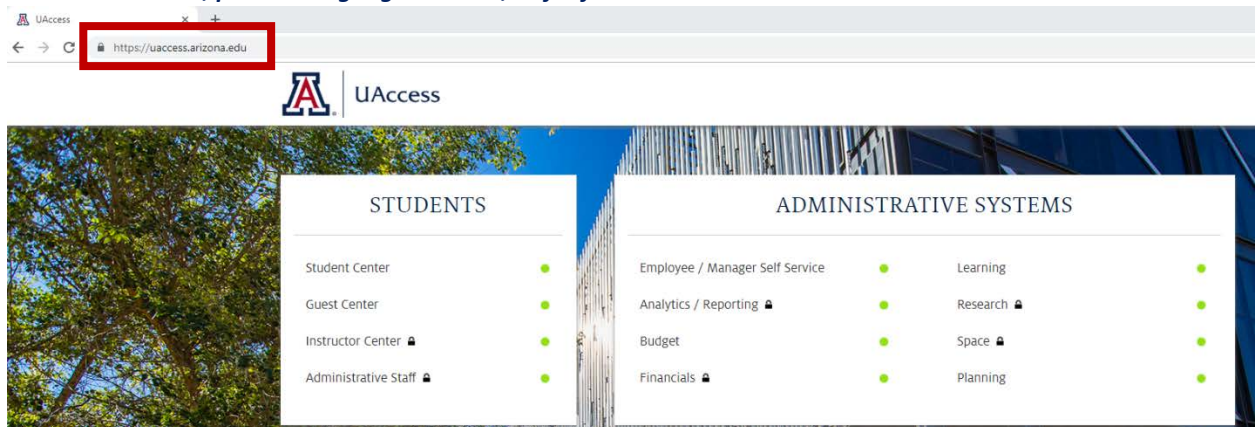 UAccess
https://uaccess.arizona.edu
A
UAccess
STUDENTS
Student Center
Guest Center
Instructor Center
Administrative Staff
ADMINISTRATIVE SYSTEMS
Employee / Manager Self Service
Analytics / Reporting
Budget
Financials
Learning
Research
Space
Planning